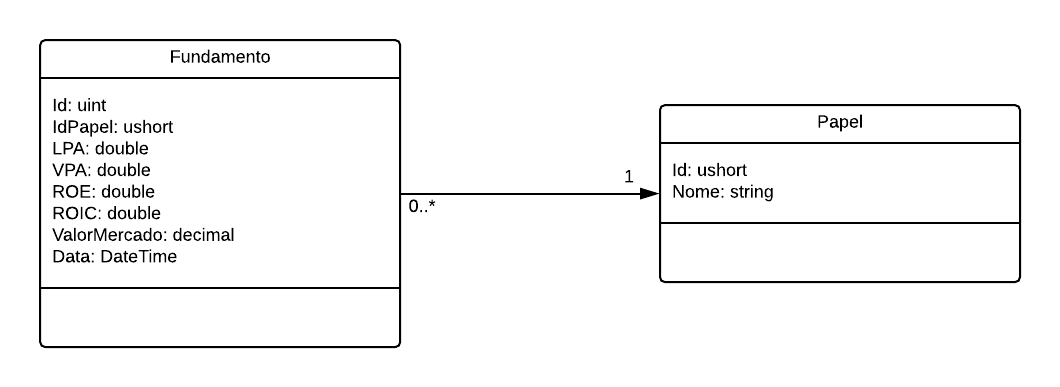 Fundamento
Id: uint
IdPapel: ushort
LPA: double
VPA: double
ROE: double
ROIC: double
ValorMercado: decimal
Data: DateTime
0..*
1
Papel
Id: ushort
Nome: string